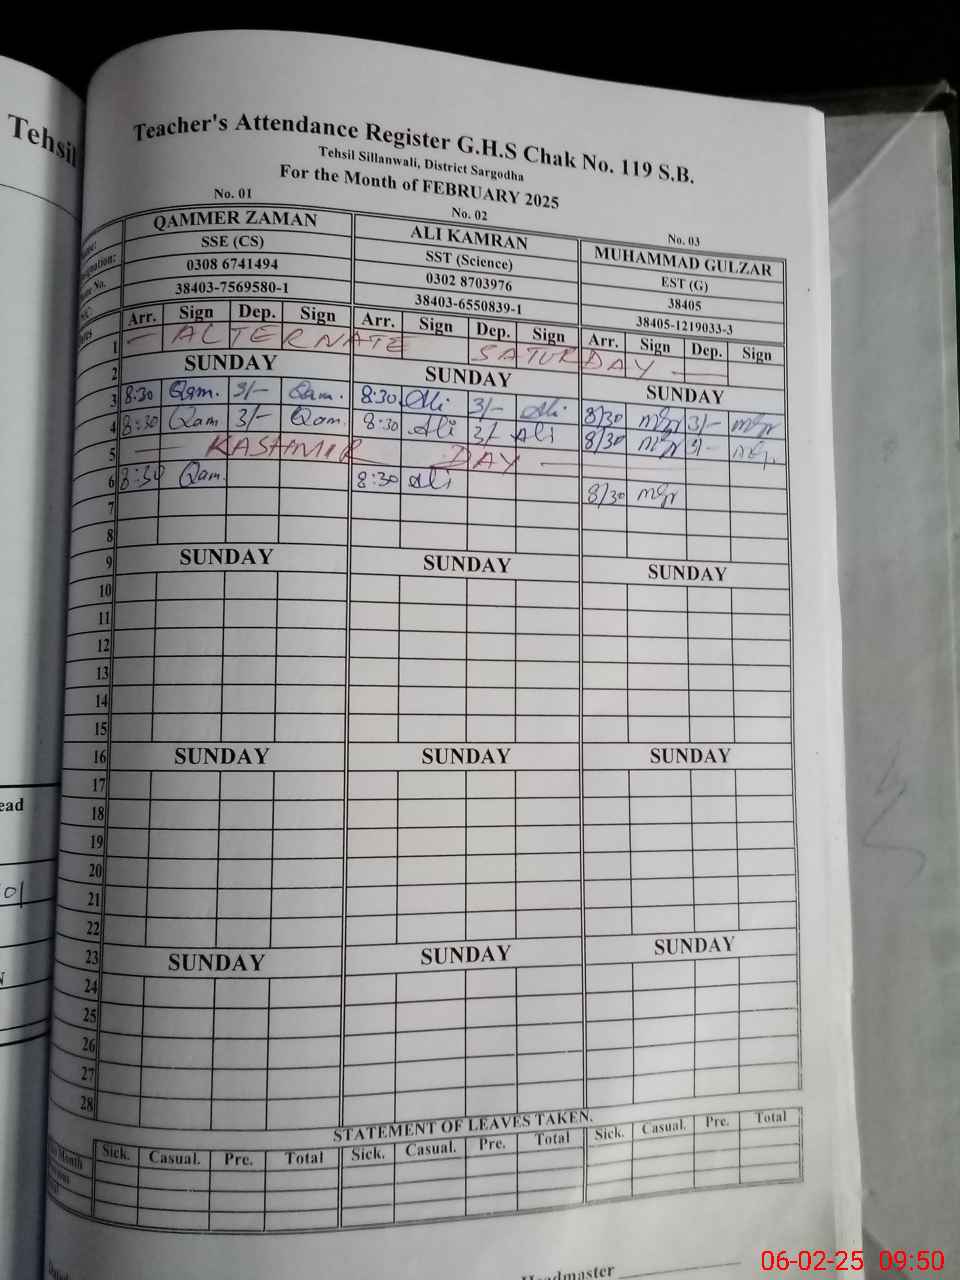 Tehsil
Teacher's Attendance Register G.H.S Chak No. 119 S.B.
Tehsil Sillanwali, District Sargodha
For the Month of FEBRUARY 2025
No. 01 No. 02 No. 03
QAMMER ZAMAN ALI KAMRAN MUHAMMAD GULZAR
SSE (CS) SST (Science) EST (G)
0308 6741494 0302 8703976 38405
38403-7569580-1 38403-6550839-1 38405-1219033-3
Arr. Sign Dep. Sign Arr. Sign Dep. Sign Arr. Sign Dep. Sign
1 ALTERNATE SATURDAY
2 SUNDAY SUNDAY SUNDAY
3 8:30 Qam. 3/- Qam. 8:30 Ali 3/- Ali 8/30 3/-
4 8:30 Qam 3/- Qam. 8:30 Ali 3/ Ali 8/30
5 KASHMIR DAY
6 8:30 Qam. 8:30 Ali 8/30
7
8
9 SUNDAY SUNDAY SUNDAY
10
11
12
13
14
15
16 SUNDAY SUNDAY SUNDAY
17
18
19
20
21
22
23 SUNDAY SUNDAY SUNDAY
24
25
26
27
28
STATEMENT OF LEAVES TAKEN.
Sick. Casual. Pre. Total Sick. Casual. Pre. Total Sick. Casual. Pre. Total
Month
Headmaster
06-02-25 09:50